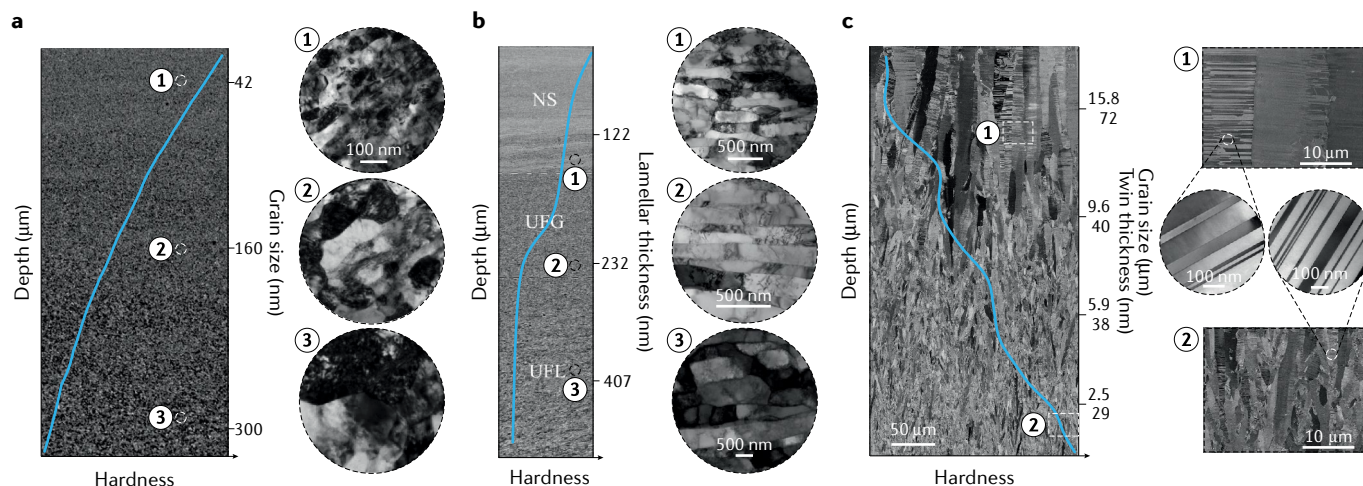 a
Depth (μm)
Hardness
Grain size (nm)
42
160
300
1
2
3
1
100 nm
2
3
b
Depth (μm)
Hardness
Lamellar thickness (nm)
NS
UFG
UFL
122
232
407
1
2
3
1
500 nm
2
500 nm
3
500 nm
c
Depth (μm)
Hardness
Grain size (μm)
Twin thickness (nm)
15.8
72
9.6
40
5.9
38
2.5
29
1
2
50 μm
1
10 μm
100 nm
100 nm
2
10 μm